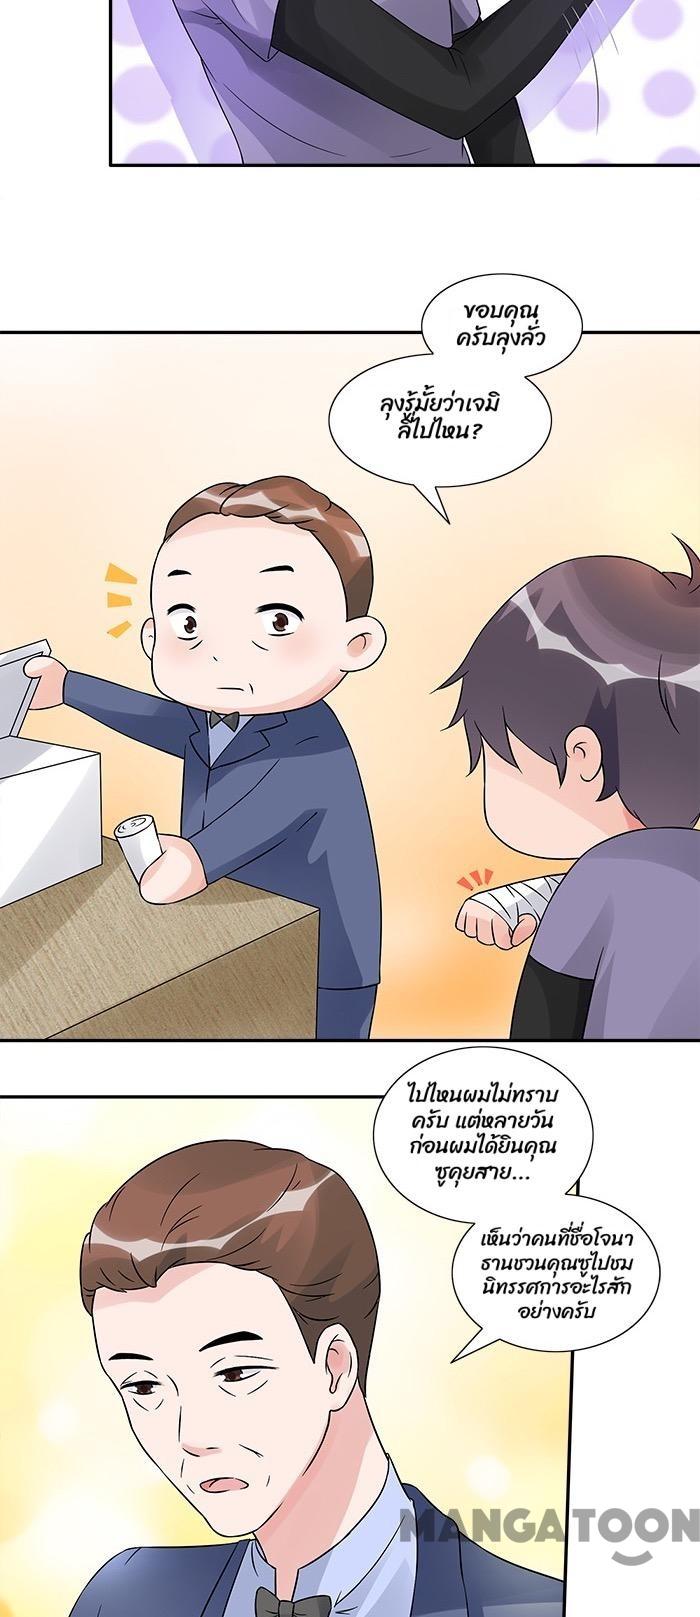 ขอบคุณ
ครับลุงลั่ว
ลุงรู้มั้ยว่าเจมิ
ลี่ไปไหน?
ไปไหนผมไม่ทราบ
ครับ แต่หลายวัน
ก่อนผมได้ยินคุณ
ซูคุยสาย...
เห็นว่าคนที่ชื่อโจนา
ธานชวนคุณซูไปชม
นิทรรศการอะไรสัก
อย่างครับ
MANGATOON